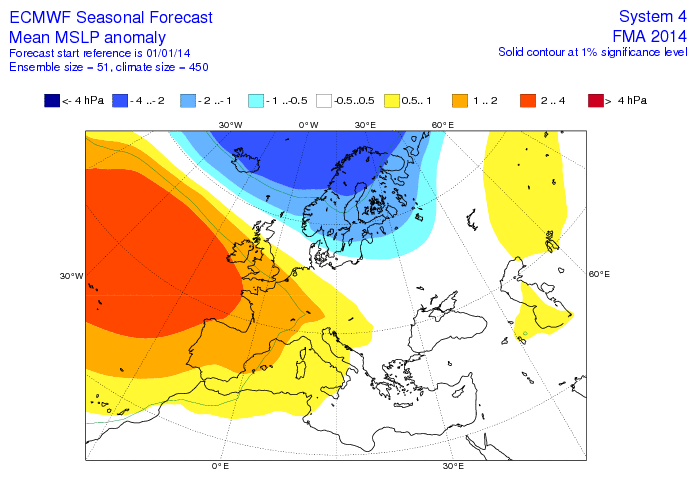 ECMWF Seasonal Forecast
Mean MSLP anomaly
Forecast start reference is 01/01/14
Ensemble size = 51, climate size = 450
System 4
FMA 2014
Solid contour at 1% significance level
<- 4 hPa - 4 .. -2 - 2 .. - 1 - 1 ..-0.5 -0.5..0.5 0.5.. 1 1 .. 2 2 .. 4 > 4 hPa
30°W 0°W 30°E 60°E
30°W
60°E
0°E 30°E